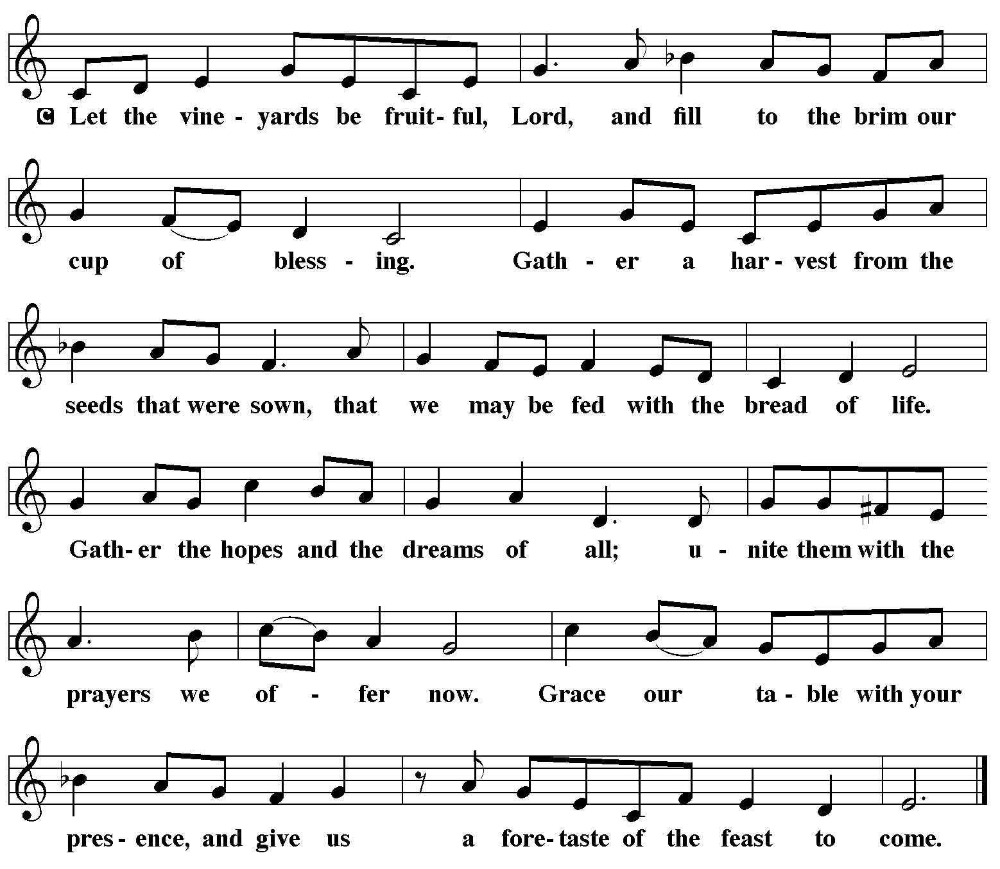 C Let the vine - yards be fruit - ful, Lord, and fill to the brim our
cup of bless - ing. Gath - er a har - vest from the
seeds that were sown, that we may be fed with the bread of life.
Gath - er the hopes and the dreams of all; u - nite them with the
prayers we of - fer now. Grace our ta - ble with your
pres - ence, and give us a fore - taste of the feast to come.